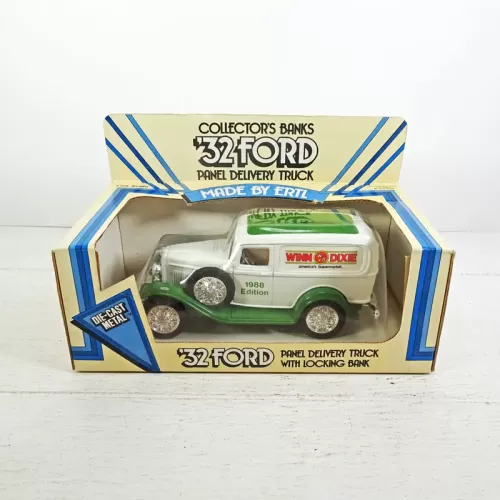 COLLECTOR'S BANKS
'32 FORD
PANEL DELIVERY TRUCK
MADE BY ERTL
WINN DIXIE
America's Supermarket
1988
Edition
DIE-CAST
METAL
'32 FORD
PANEL DELIVERY TRUCK
WITH LOCKING BANK